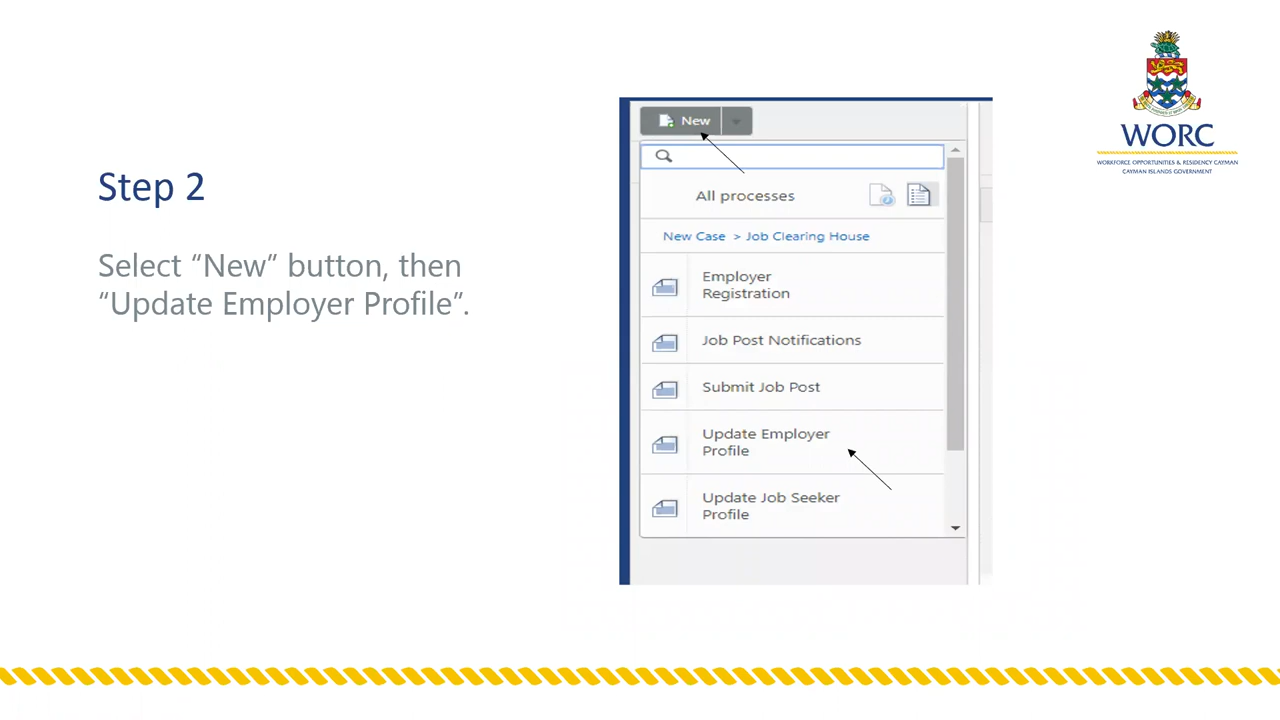 Step 2
Select “New” button, then
“Update Employer Profile”.
New
All processes
New Case > Job Clearing House
Employer
Registration
Job Post Notifications
Submit Job Post
Update Employer
Profile
Update Job Seeker
Profile
WORC
WORKFORCE OPPORTUNITIES & RESIDENCY CAYMAN
CAYMAN ISLANDS GOVERNMENT